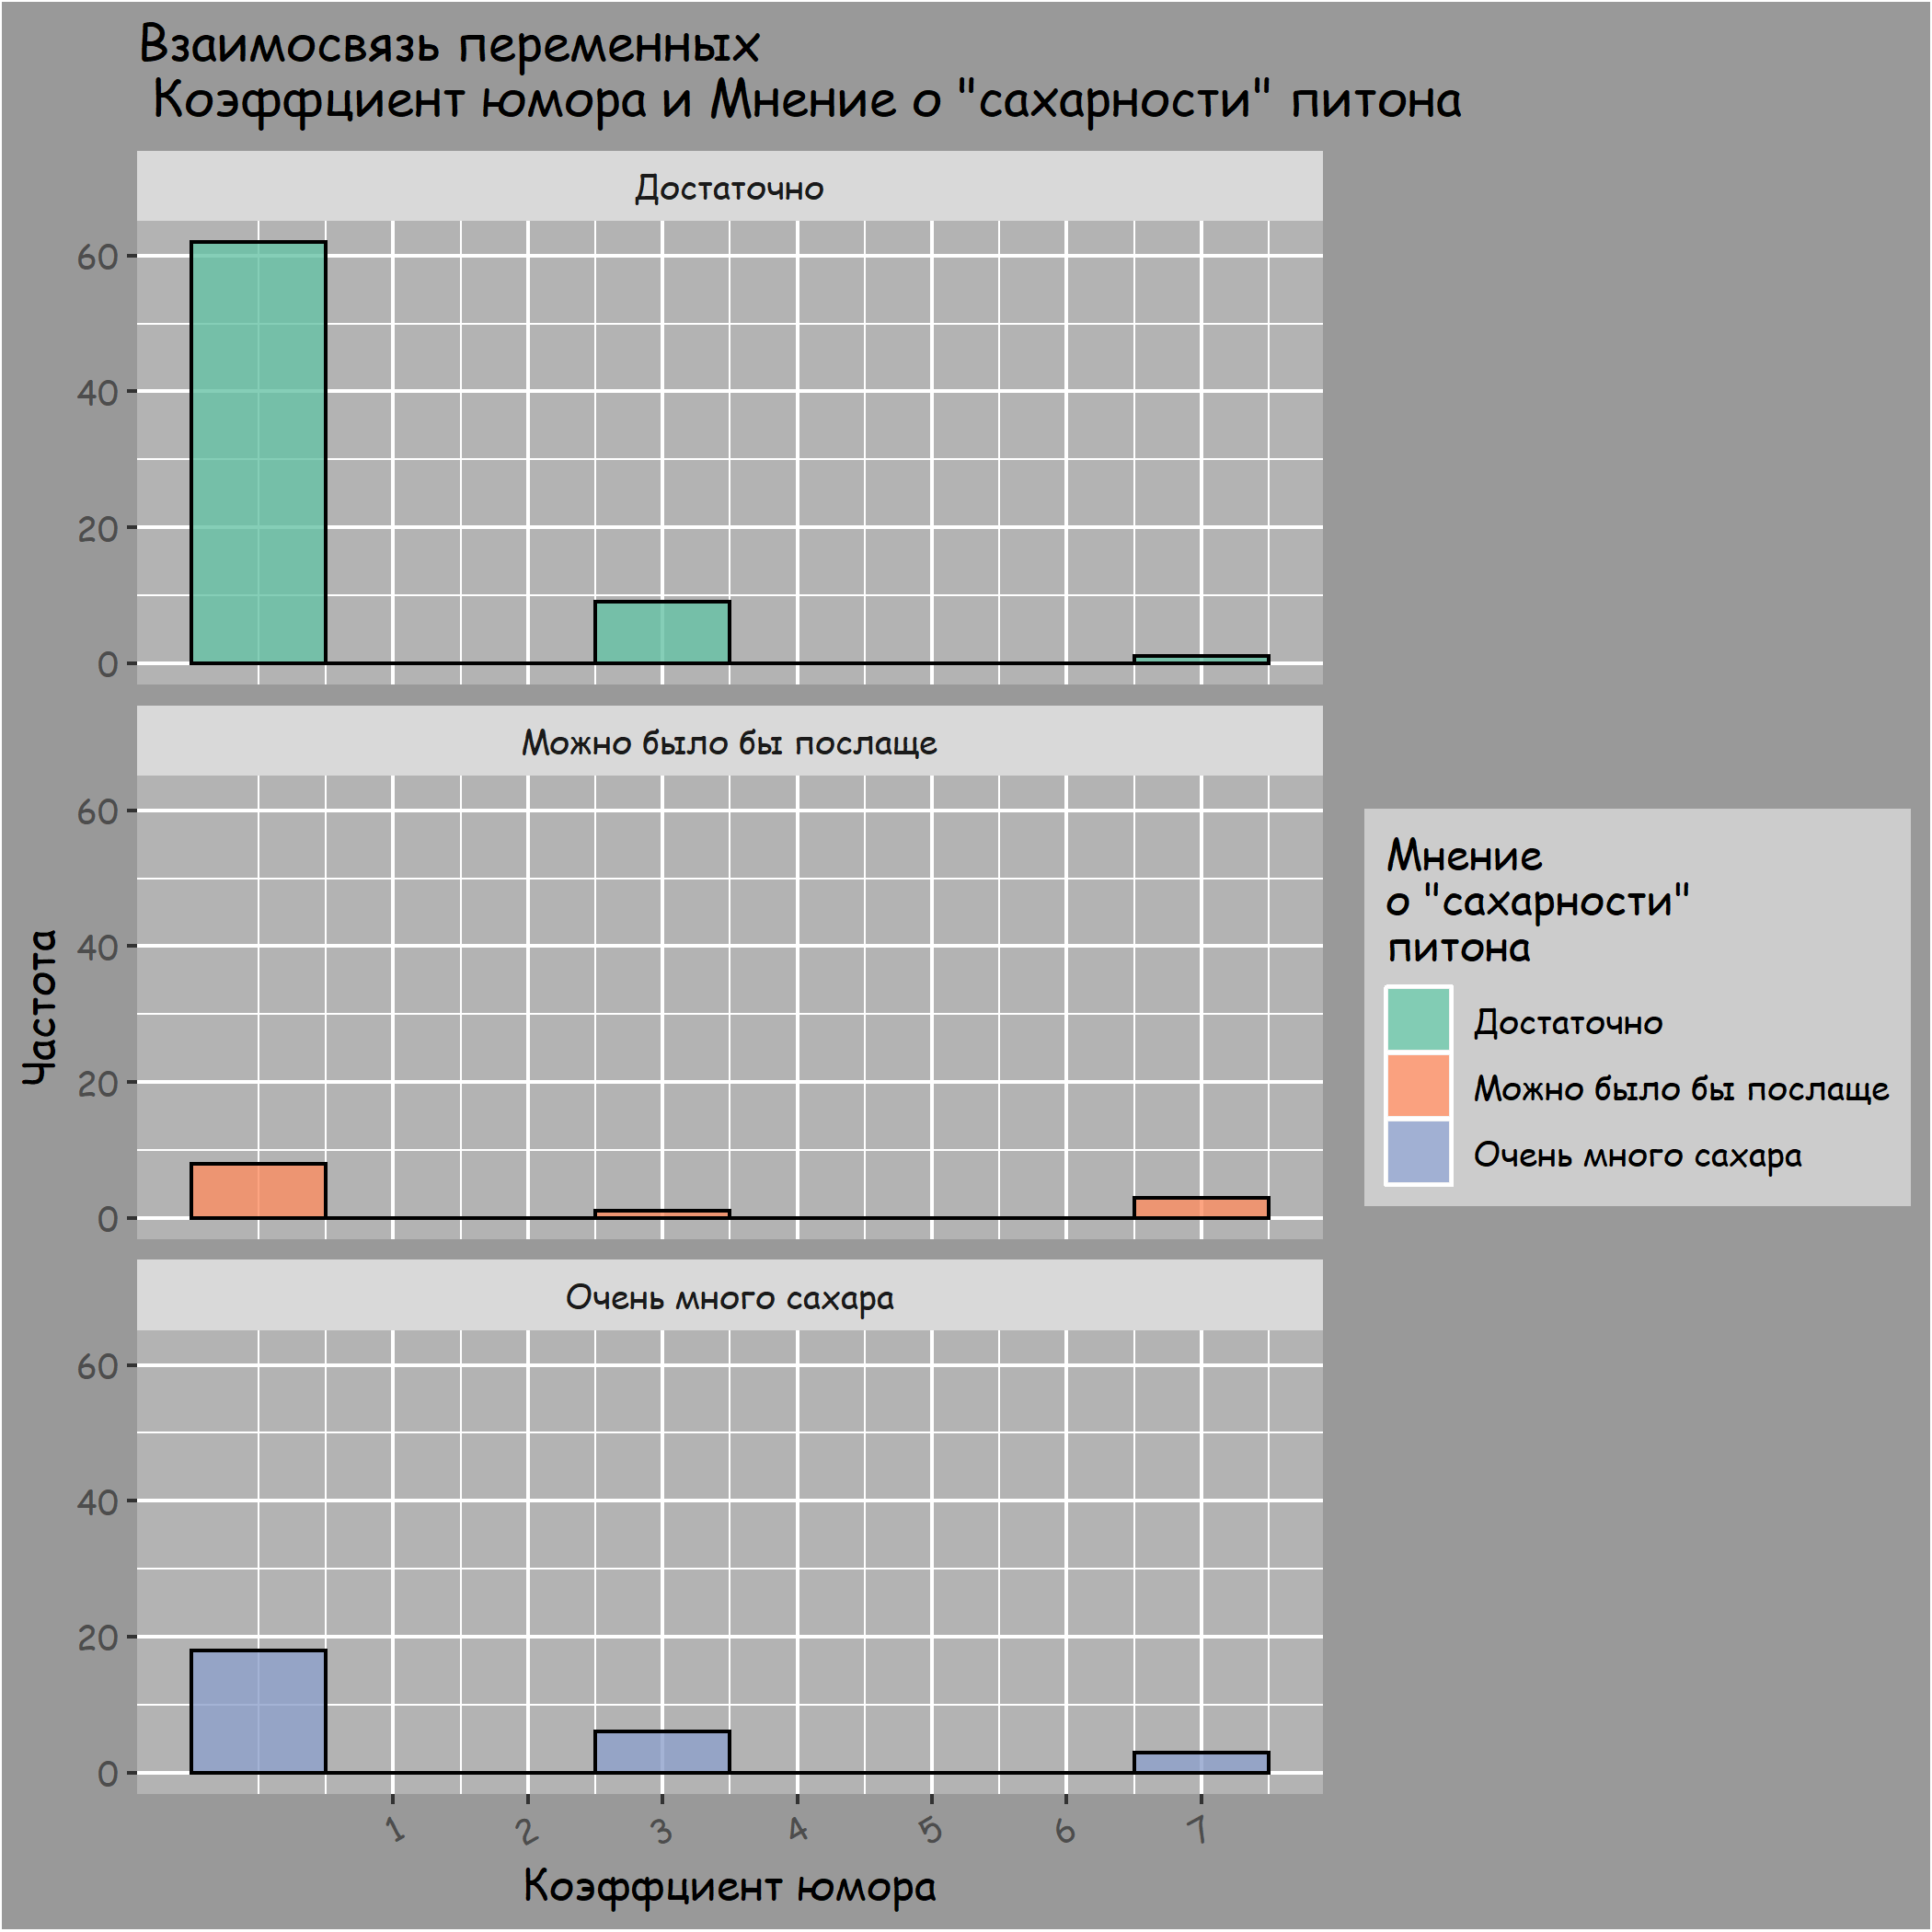 Взаимосвязь переменных
Коэффциент юмора и Мнение о "сахарности" питона
Достаточно
60
40
20
0
Можно было бы послаще
60
40
20
0
Очень много сахара
60
40
20
0
1 2 3 4 5 6 7
Коэффциент юмора
Частота
Мнение
о "сахарности"
питона
Достаточно
Можно было бы послаще
Очень много сахара